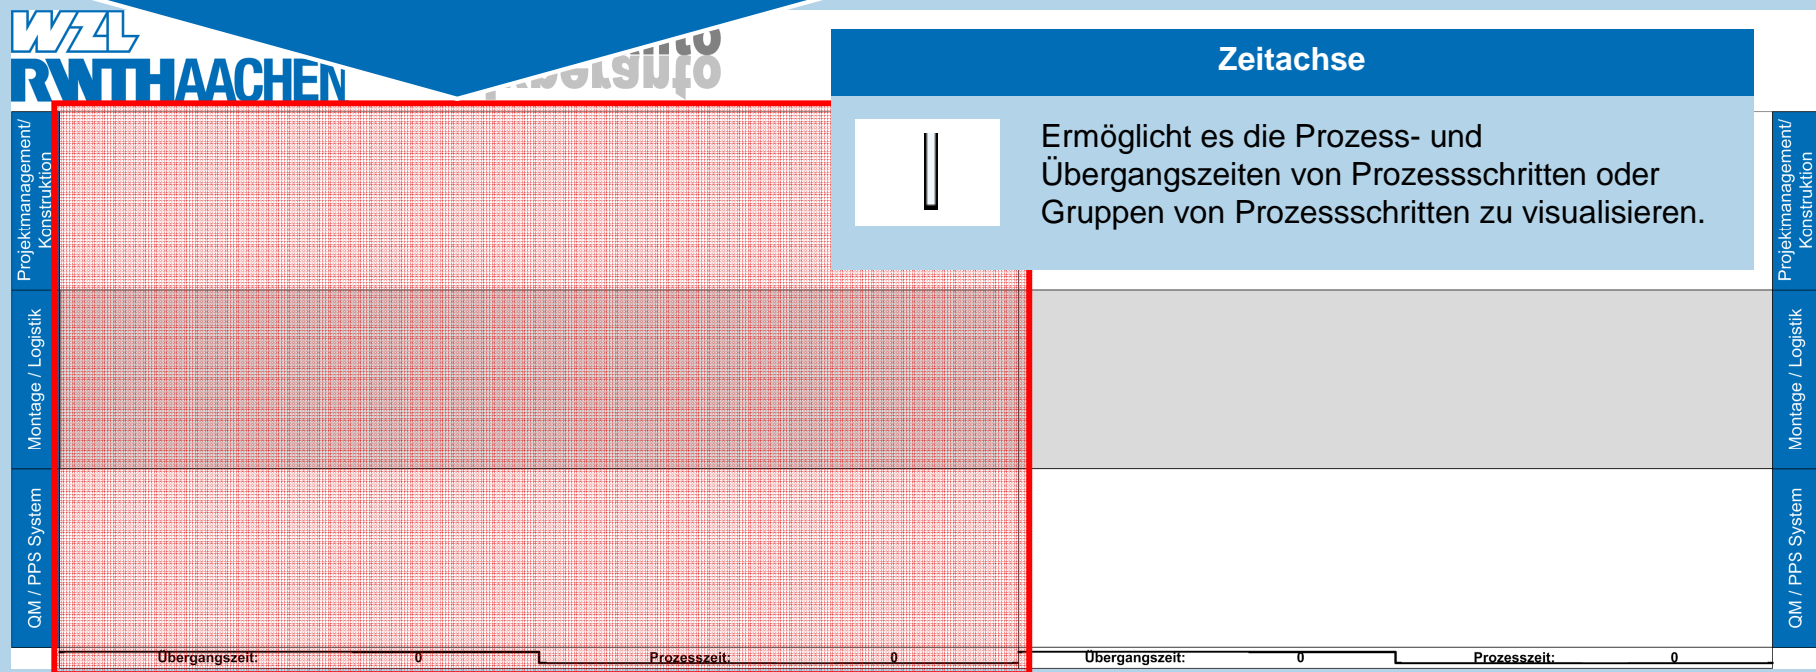 WZL
RWTHAACHEN
Zeitachse
Ermöglicht es die Prozess- und
Übergangszeiten von Prozessschritten oder
Gruppen von Prozessschritten zu visualisieren.
Projektmanagement/
Konstruktion
Montage / Logistik
QM / PPS System
Projektmanagement/
Konstruktion
Montage / Logistik
QM / PPS System
Übergangszeit: 0 Prozesszeit: 0 Übergangszeit: 0 Prozesszeit: 0